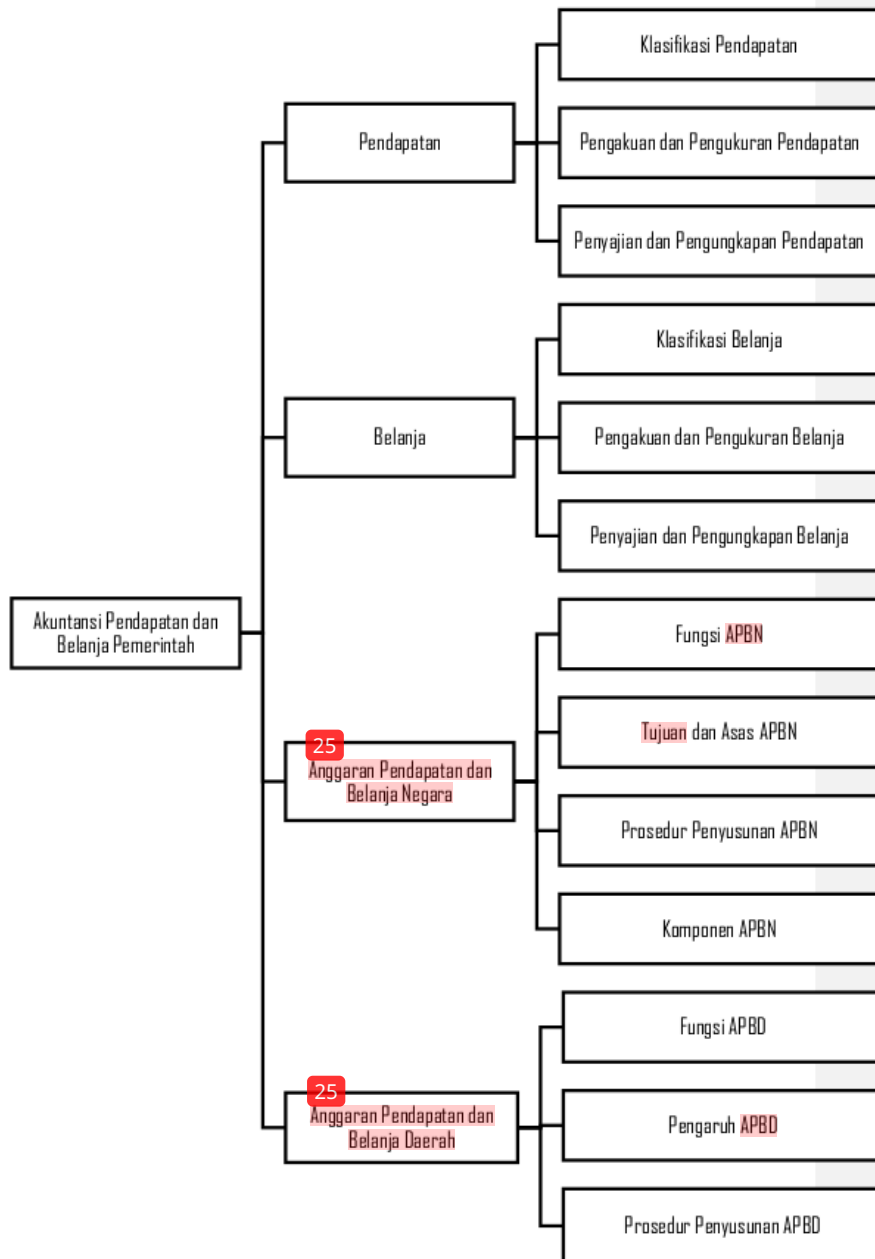 Klasifikasi Pendapatan
Pendapatan
Pengakuan dan Pengukuran Pendapatan
Penyajian dan Pengungkapan Pendapatan
Klasifikasi Belanja
Belanja
Pengakuan dan Pengukuran Belanja
Penyajian dan Pengungkapan Belanja
Akuntansi Pendapatan dan
Belanja Pemerintah
Fungsi APBN
Tujuan dan Asas APBN
25
Anggaran Pendapatan dan
Belanja Negara
Prosedur Penyusunan APBN
Komponen APBN
Fungsi APBD
25
Anggaran Pendapatan dan
Belanja Daerah
Pengaruh APBD
Prosedur Penyusunan APBD